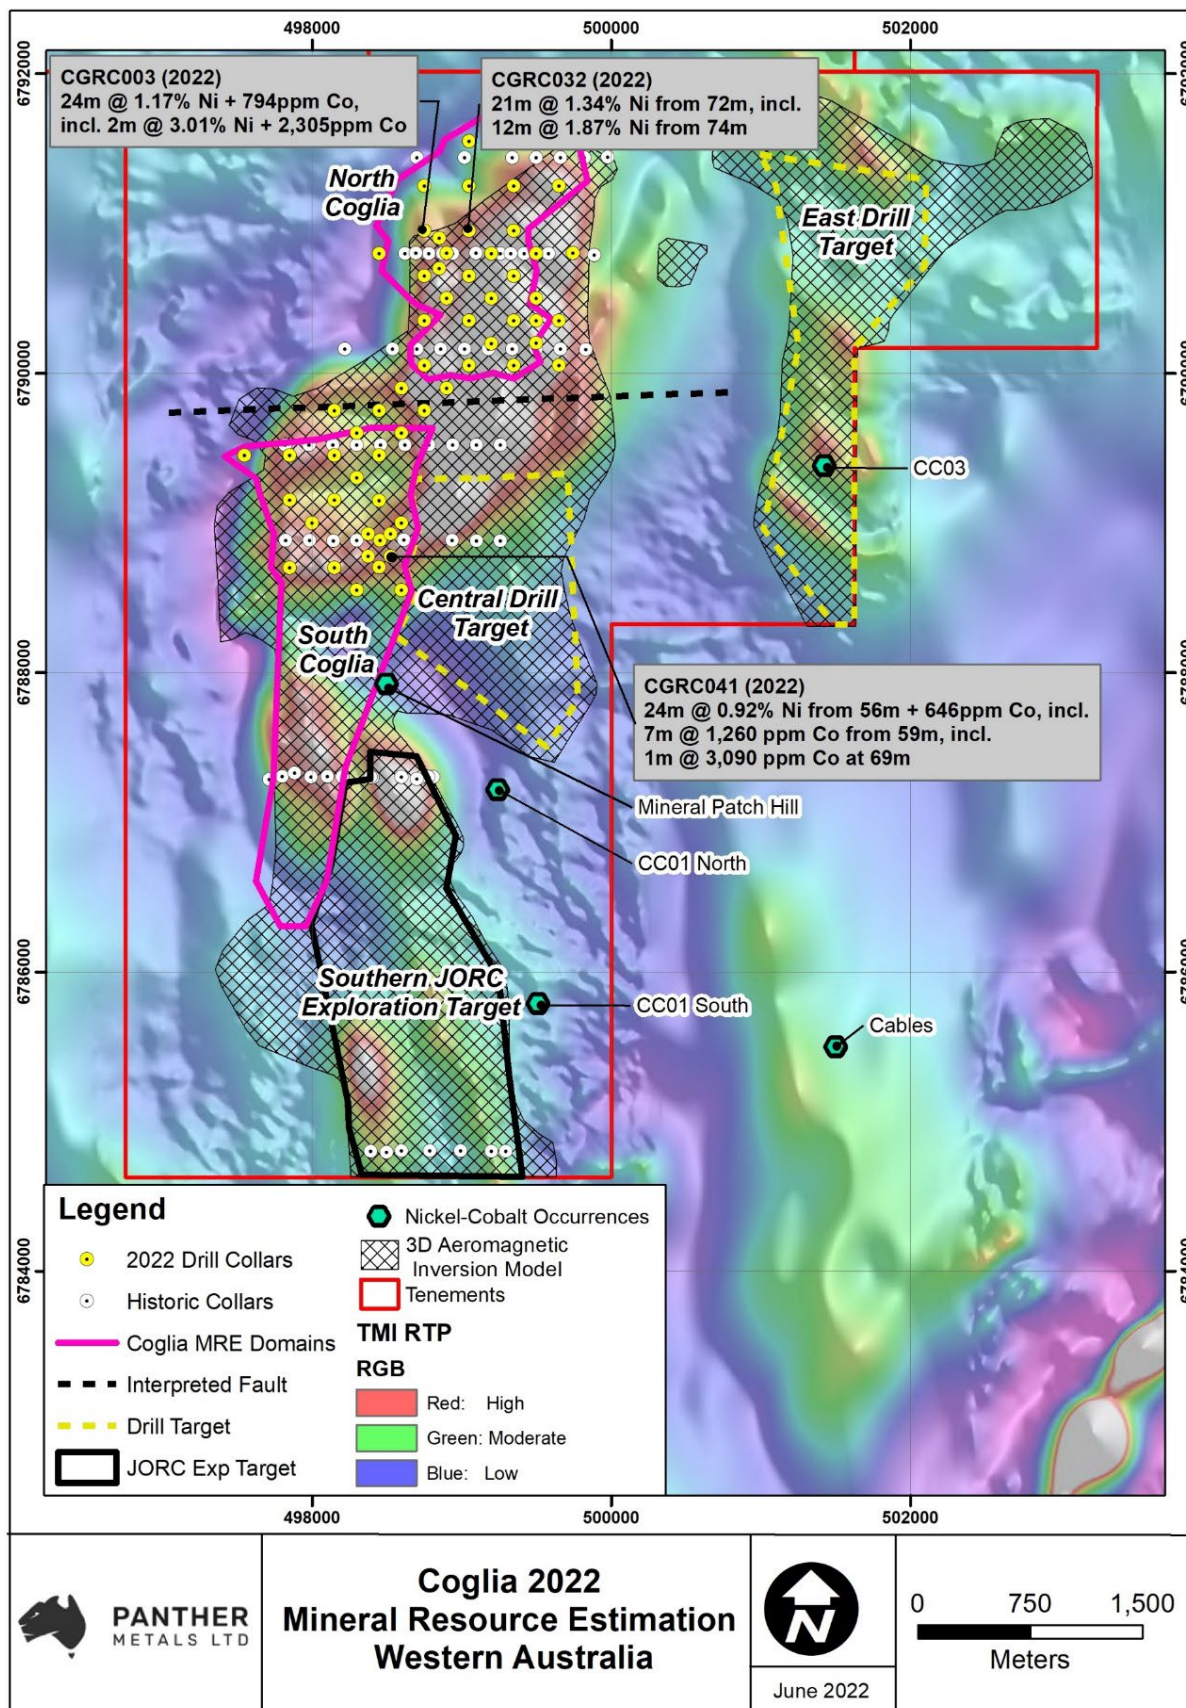 498000
500000
502000
6792000
6792000
CGRC003 (2022)
24m @ 1.17% Ni + 794ppm Co,
incl. 2m @ 3.01% Ni + 2,305ppm Co
CGRC032 (2022)
21m @ 1.34% Ni from 72m, incl.
12m @ 1.87% Ni from 74m
North
Coglia
East Drill
Target
6790000
6790000
CC03
Central Drill
Target
South
Coglia
6788000
6788000
CGRC041 (2022)
24m @ 0.92% Ni from 56m + 646ppm Co, incl.
7m @ 1,260 ppm Co from 59m, incl.
1m @ 3,090 ppm Co at 69m
Mineral Patch Hill
CC01 North
6786000
6786000
Southern JORC
Exploration Target
CC01 South
Cables
6784000
6784000
Legend
2022 Drill Collars
Historic Collars
Coglia MRE Domains
Interpreted Fault
Drill Target
JORC Exp Target
Nickel-Cobalt Occurrences
3D Aeromagnetic
Inversion Model
Tenements
TMI RTP
RGB
Red: High
Green: Moderate
Blue: Low
498000
500000
502000
PANTHER
METALS LTD
Coglia 2022
Mineral Resource Estimation
Western Australia
N
June 2022
0 750 1,500
Meters